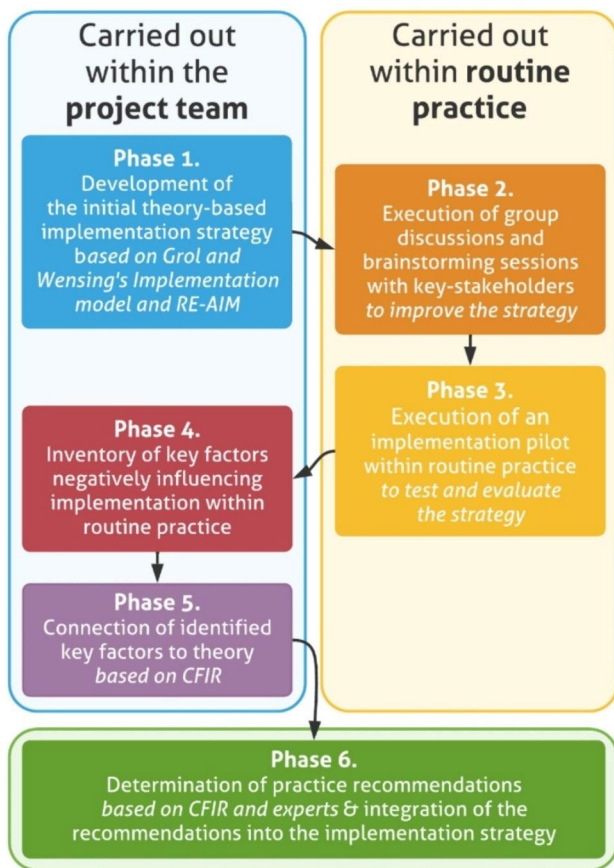 Carried out
within the
project team
Carried out
within routine
practice
Phase 1.
Development of
the initial theory-based
implementation strategy
based on Grol and
Wensing's Implementation
model and RE-AIM
Phase 2.
Execution of group
discussions and
brainstorming sessions
with key-stakeholders
to improve the strategy
Phase 3.
Execution of an
implementation pilot
within routine practice
to test and evaluate
the strategy
Phase 4.
Inventory of key factors
negatively influencing
implementation within
routine practice
Phase 5.
Connection of identified
key factors to theory
based on CFIR
Phase 6.
Determination of practice recommendations
based on CFIR and experts & integration of the
recommendations into the implementation strategy